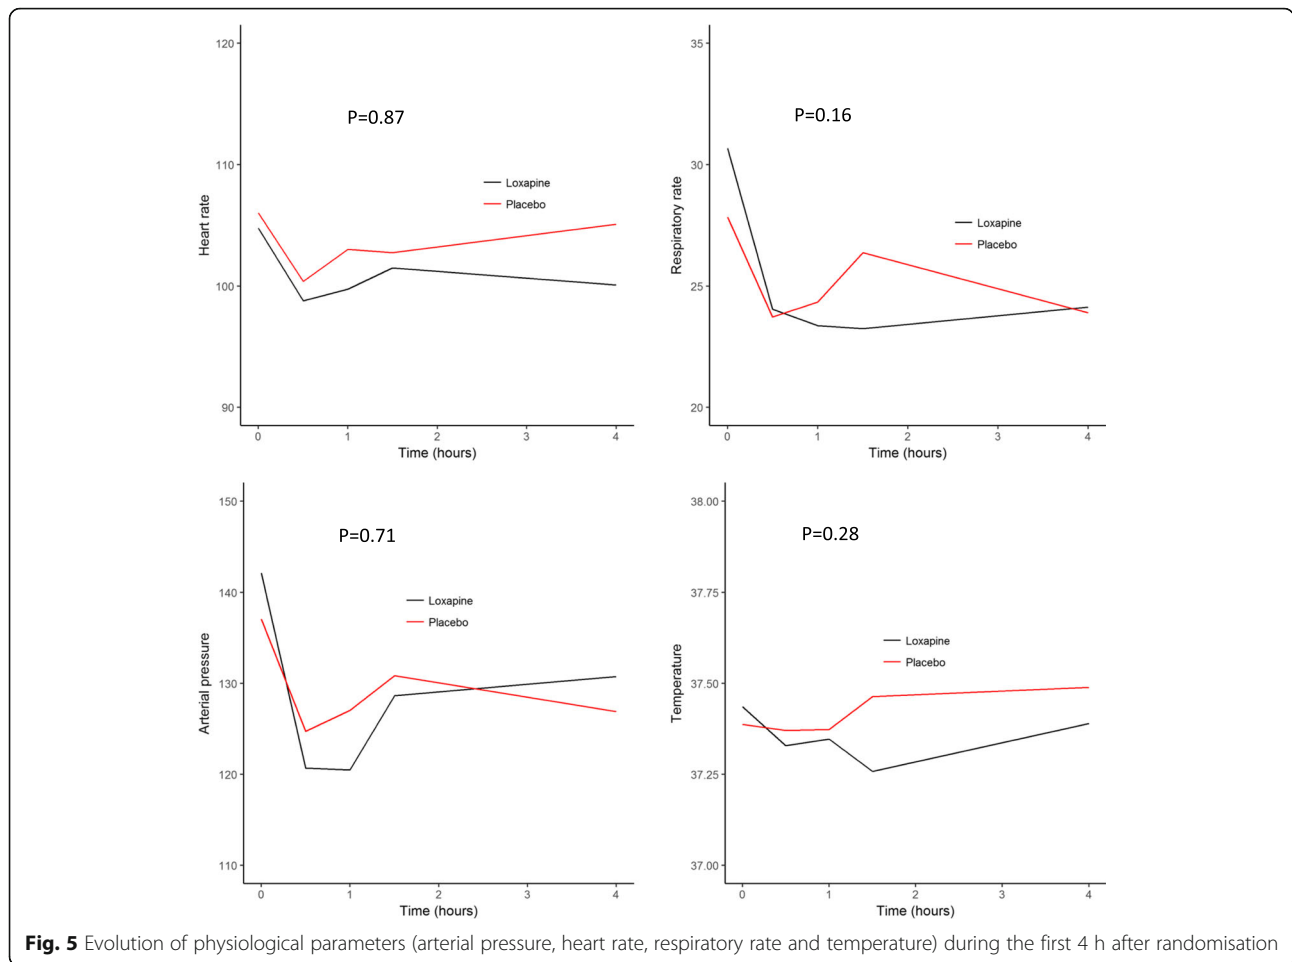 120
110
100
90
Heart rate
P=0.87
Loxapine
Placebo
0 1 2 3 4
Time (hours)
35
30
25
20
Respiratory rate
P=0.16
Loxapine
Placebo
0 1 2 3 4
Time (hours)
150
140
130
120
110
Arterial pressure
P=0.71
Loxapine
Placebo
0 1 2 3 4
Time (hours)
38.00
37.75
37.50
37.25
37.00
Temperature
P=0.28
Loxapine
Placebo
0 1 2 3 4
Time (hours)
Fig. 5 Evolution of physiological parameters (arterial pressure, heart rate, respiratory rate and temperature) during the first 4 h after randomisation